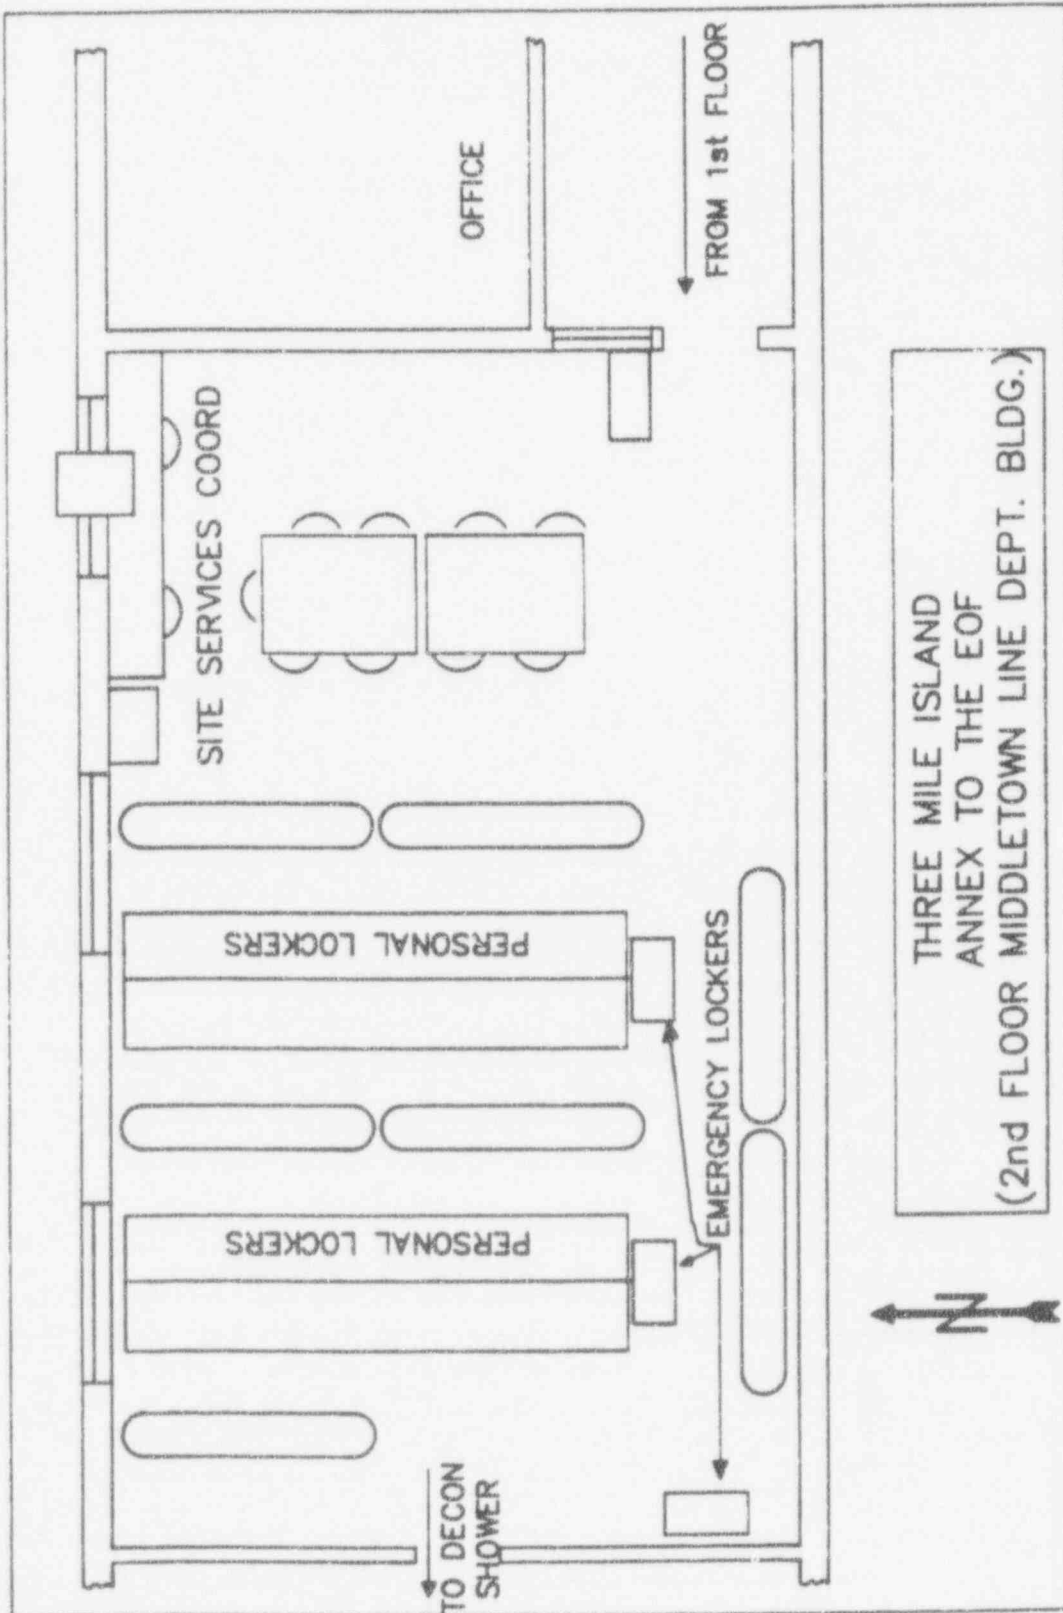 OFFICE
FROM 1st FLOOR
SITE SERVICES COORD
PERSONAL LOCKERS
PERSONAL LOCKERS
EMERGENCY LOCKERS
TO DECON
SHOWER
N
THREE MILE ISLAND
ANNEX TO THE EOF
(2nd FLOOR MIDDLETOWN LINE DEPT. BLDG.)